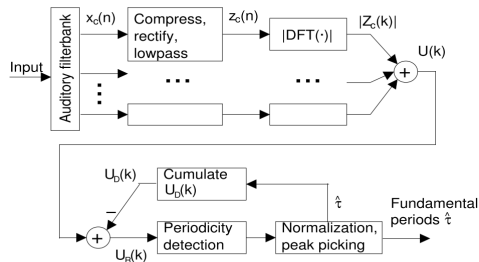 x_c(n)
Compress,
rectify,
lowpass
z_c(n)
|DFT(·)|
|Z_c(k)|
U(k)
Input
Auditory filterbank
...
...
...
+
U_D(k)
Cumulate
U_D(k)
τ̂
Fundamental
periods τ̂
–
+
U_R(k)
Periodicity
detection
Normalization,
peak picking